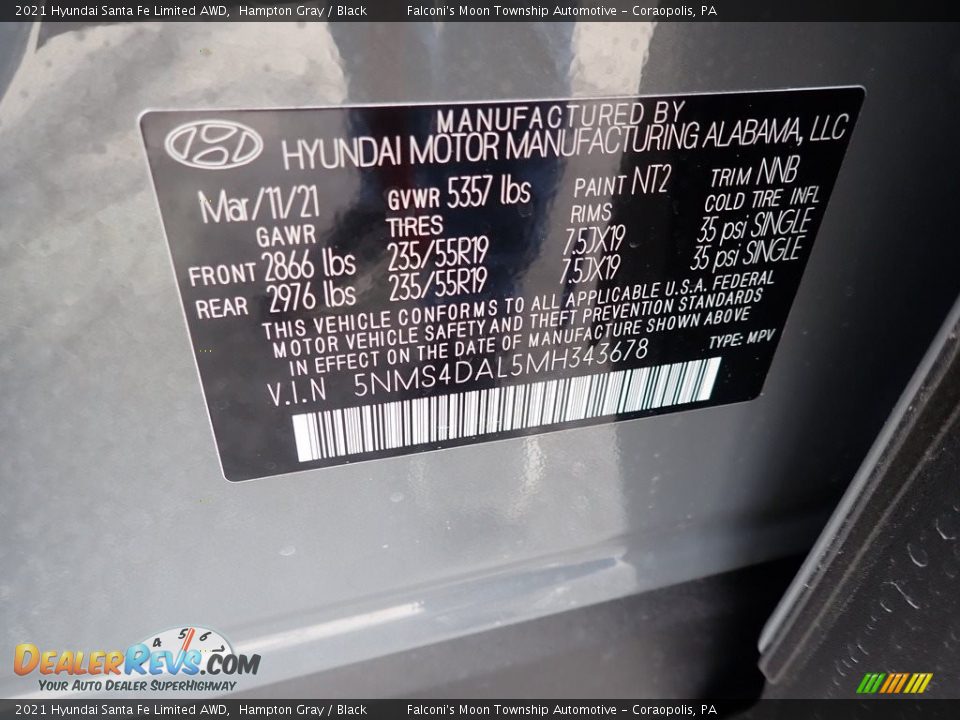 2021 Hyundai Santa Fe Limited AWD, Hampton Gray / Black Falconi's Moon Township Automotive - Coraopolis, PA
MANUFACTURED BY
HYUNDAI MOTOR MANUFACTURING ALABAMA, LLC
Mar/11/21 GVWR 5357 lbs PAINT NT2 TRIM NNB
GAWR TIRES RIMS COLD TIRE INFL
FRONT 2866 lbs 235/55R19 7.5JX19 35 psi SINGLE
REAR 2976 lbs 235/55R19 7.5JX19 35 psi SINGLE
THIS VEHICLE CONFORMS TO ALL APPLICABLE U.S.A. FEDERAL
MOTOR VEHICLE SAFETY AND THEFT PREVENTION STANDARDS
IN EFFECT ON THE DATE OF MANUFACTURE SHOWN ABOVE
V.I.N 5NMS4DAL5MH343678 TYPE: MPV
4 5 6
DEALERREVS.COM
YOUR AUTO DEALER SUPERHIGHWAY
2021 Hyundai Santa Fe Limited AWD, Hampton Gray / Black Falconi's Moon Township Automotive - Coraopolis, PA